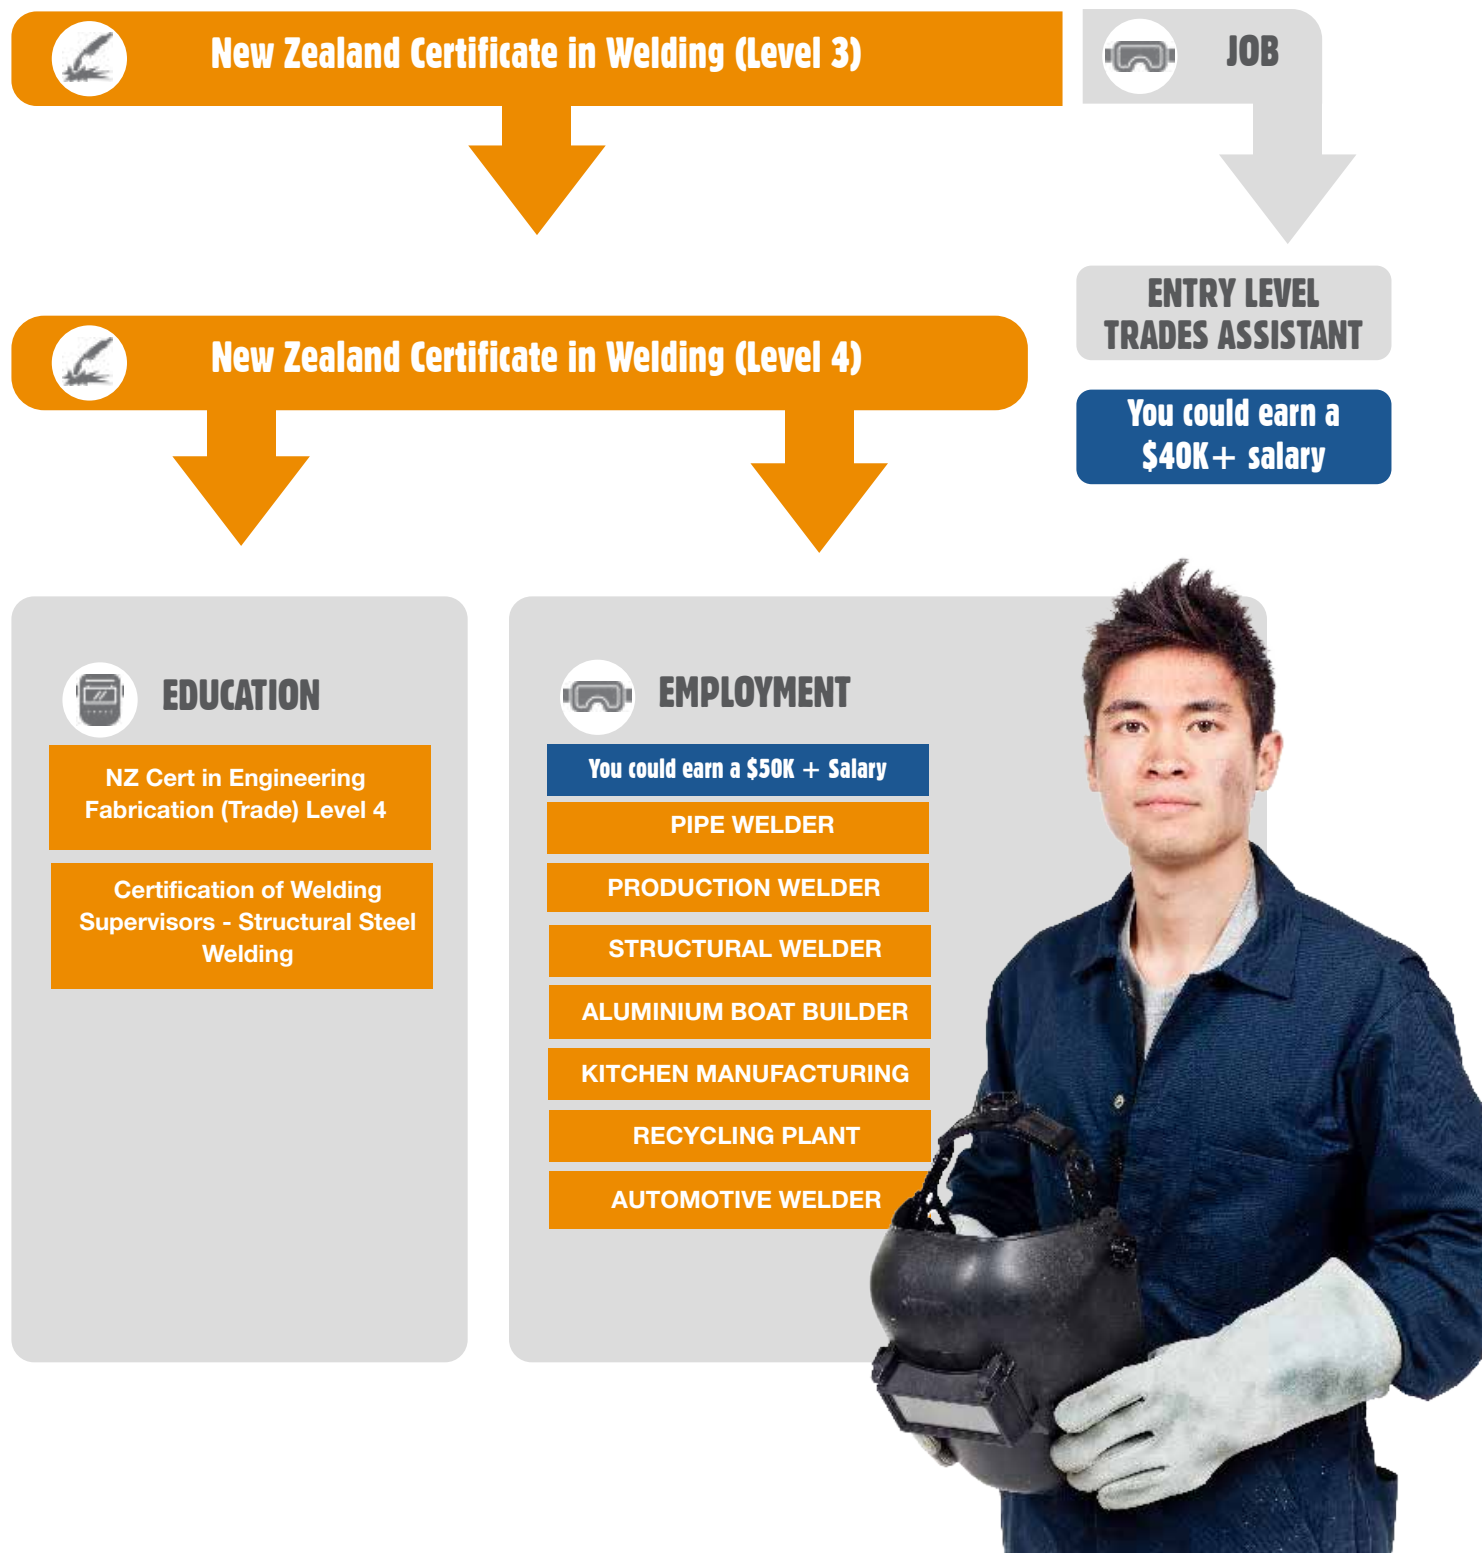 New Zealand Certificate in Welding (Level 3)
JOB
ENTRY LEVEL
TRADES ASSISTANT
New Zealand Certificate in Welding (Level 4)
You could earn a
$40K+ salary
EDUCATION
NZ Cert in Engineering
Fabrication (Trade) Level 4
Certification of Welding
Supervisors - Structural Steel
Welding
EMPLOYMENT
You could earn a $50K + Salary
PIPE WELDER
PRODUCTION WELDER
STRUCTURAL WELDER
ALUMINIUM BOAT BUILDER
KITCHEN MANUFACTURING
RECYCLING PLANT
AUTOMOTIVE WELDER